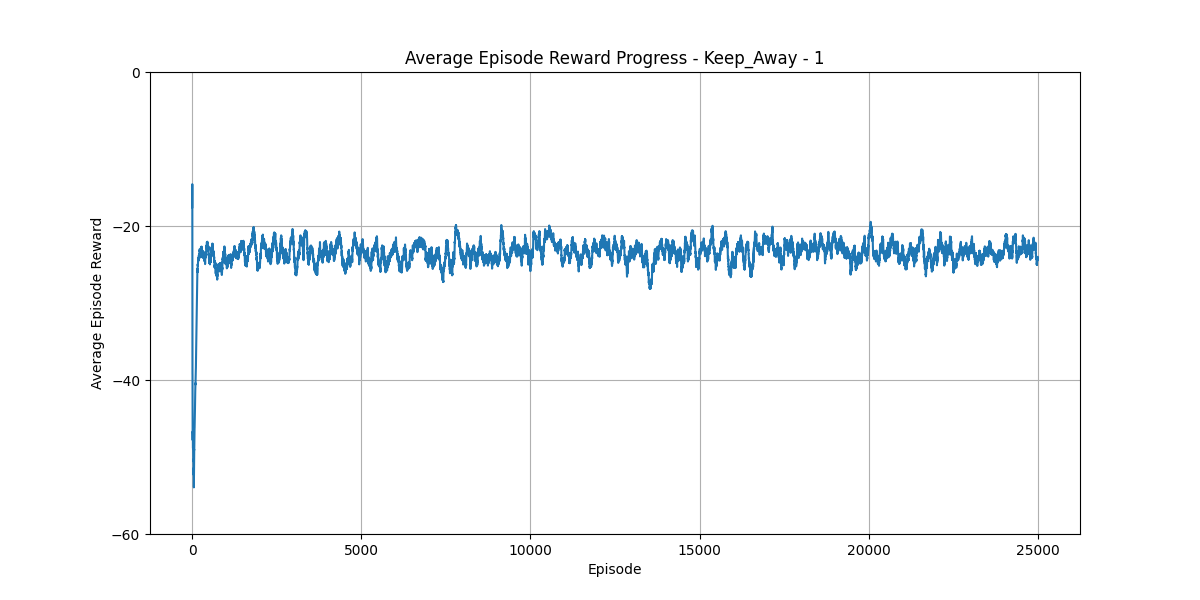 Average Episode Reward Progress - Keep_Away - 1
Average Episode Reward
0
−20
−40
−60
0 5000 10000 15000 20000 25000
Episode